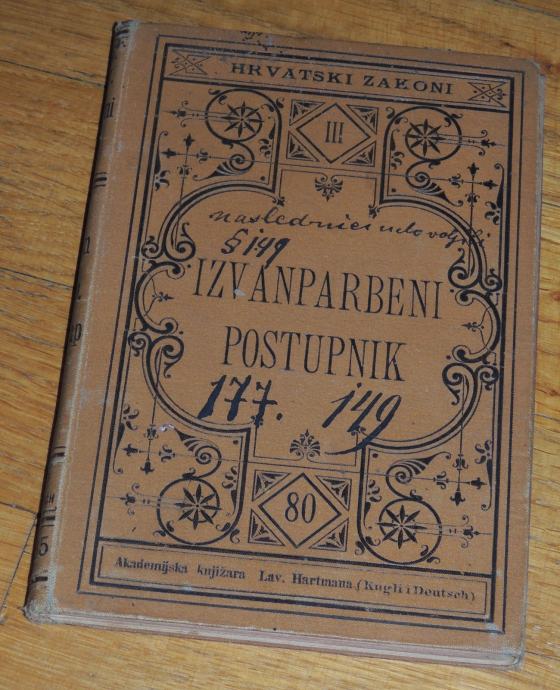 HRVATSKI ZAKONI
III
§ 149
IZVANPARBENI
POSTUPNIK
177. 149
80
Akademijska knjižara Lav. Hartmana (Kugli i Deutsch)